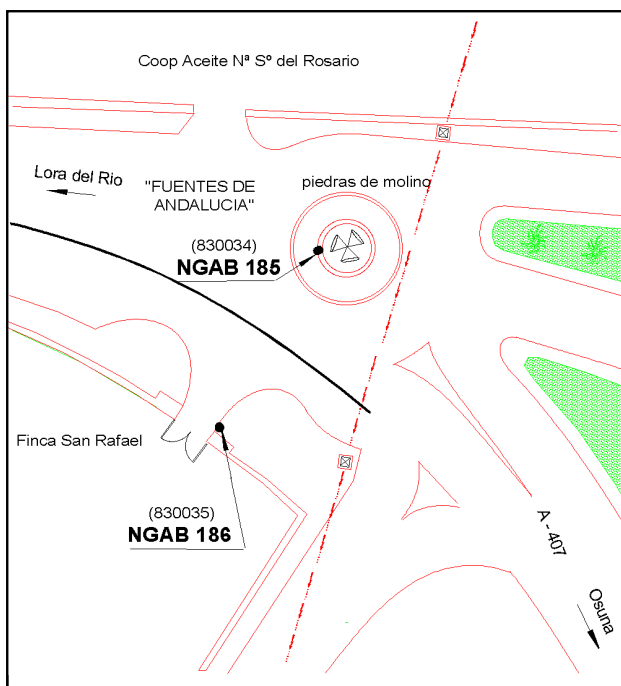 Coop Aceite Nª Sº del Rosario
Lora del Rio
"FUENTES DE
ANDALUCIA"
piedras de molino
(830034)
NGAB 185
Finca San Rafael
(830035)
NGAB 186
A - 407
Osuna